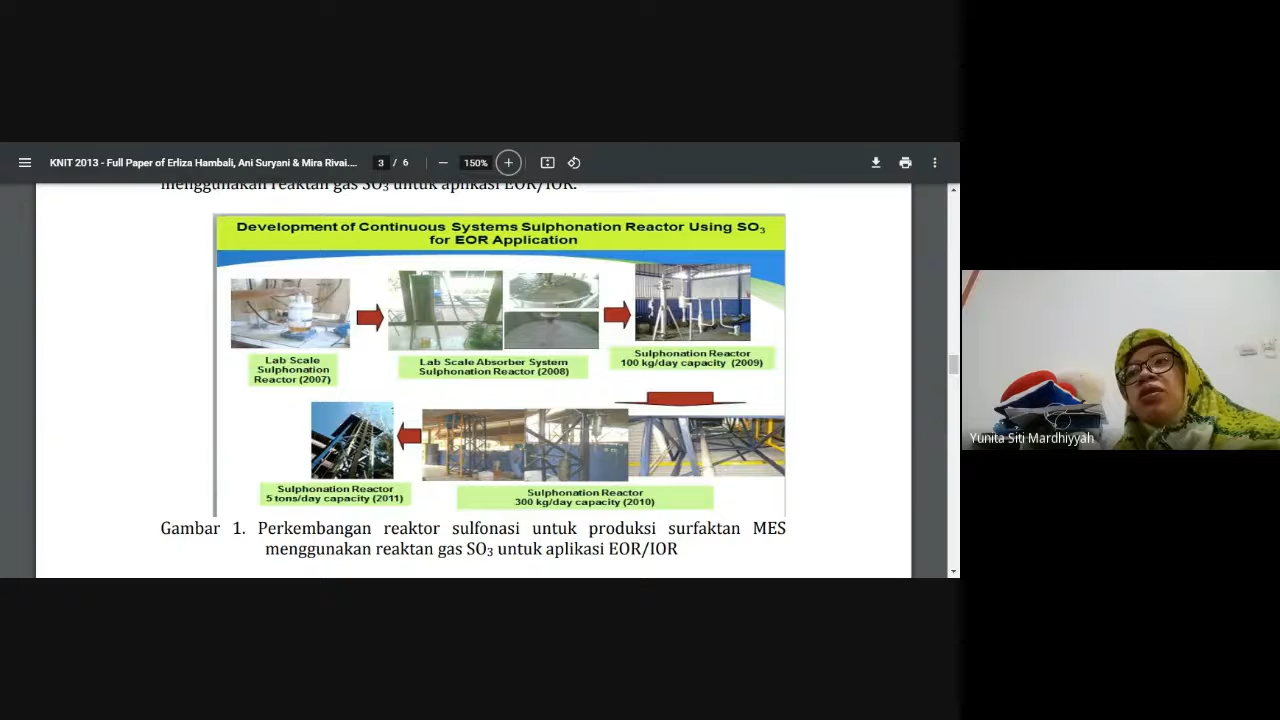 KNIT 2013 - Full Paper of Erliza Hambali, Ani Suryani & Mira Rivai....
3 / 6
150%
menggunakan reaktan gas SO₃ untuk aplikasi EOR/IOR.
Development of Continuous Systems Sulphonation Reactor Using SO₃
for EOR Application
Lab Scale
Sulphonation
Reactor (2007)
Lab Scale Absorber System
Sulphonation Reactor (2008)
Sulphonation Reactor
100 kg/day capacity (2009)
Sulphonation Reactor
5 tons/day capacity (2011)
Sulphonation Reactor
300 kg/day capacity (2010)
Gambar 1. Perkembangan reaktor sulfonasi untuk produksi surfaktan MES
menggunakan reaktan gas SO₃ untuk aplikasi EOR/IOR
Yunita Siti Mardhiyyah